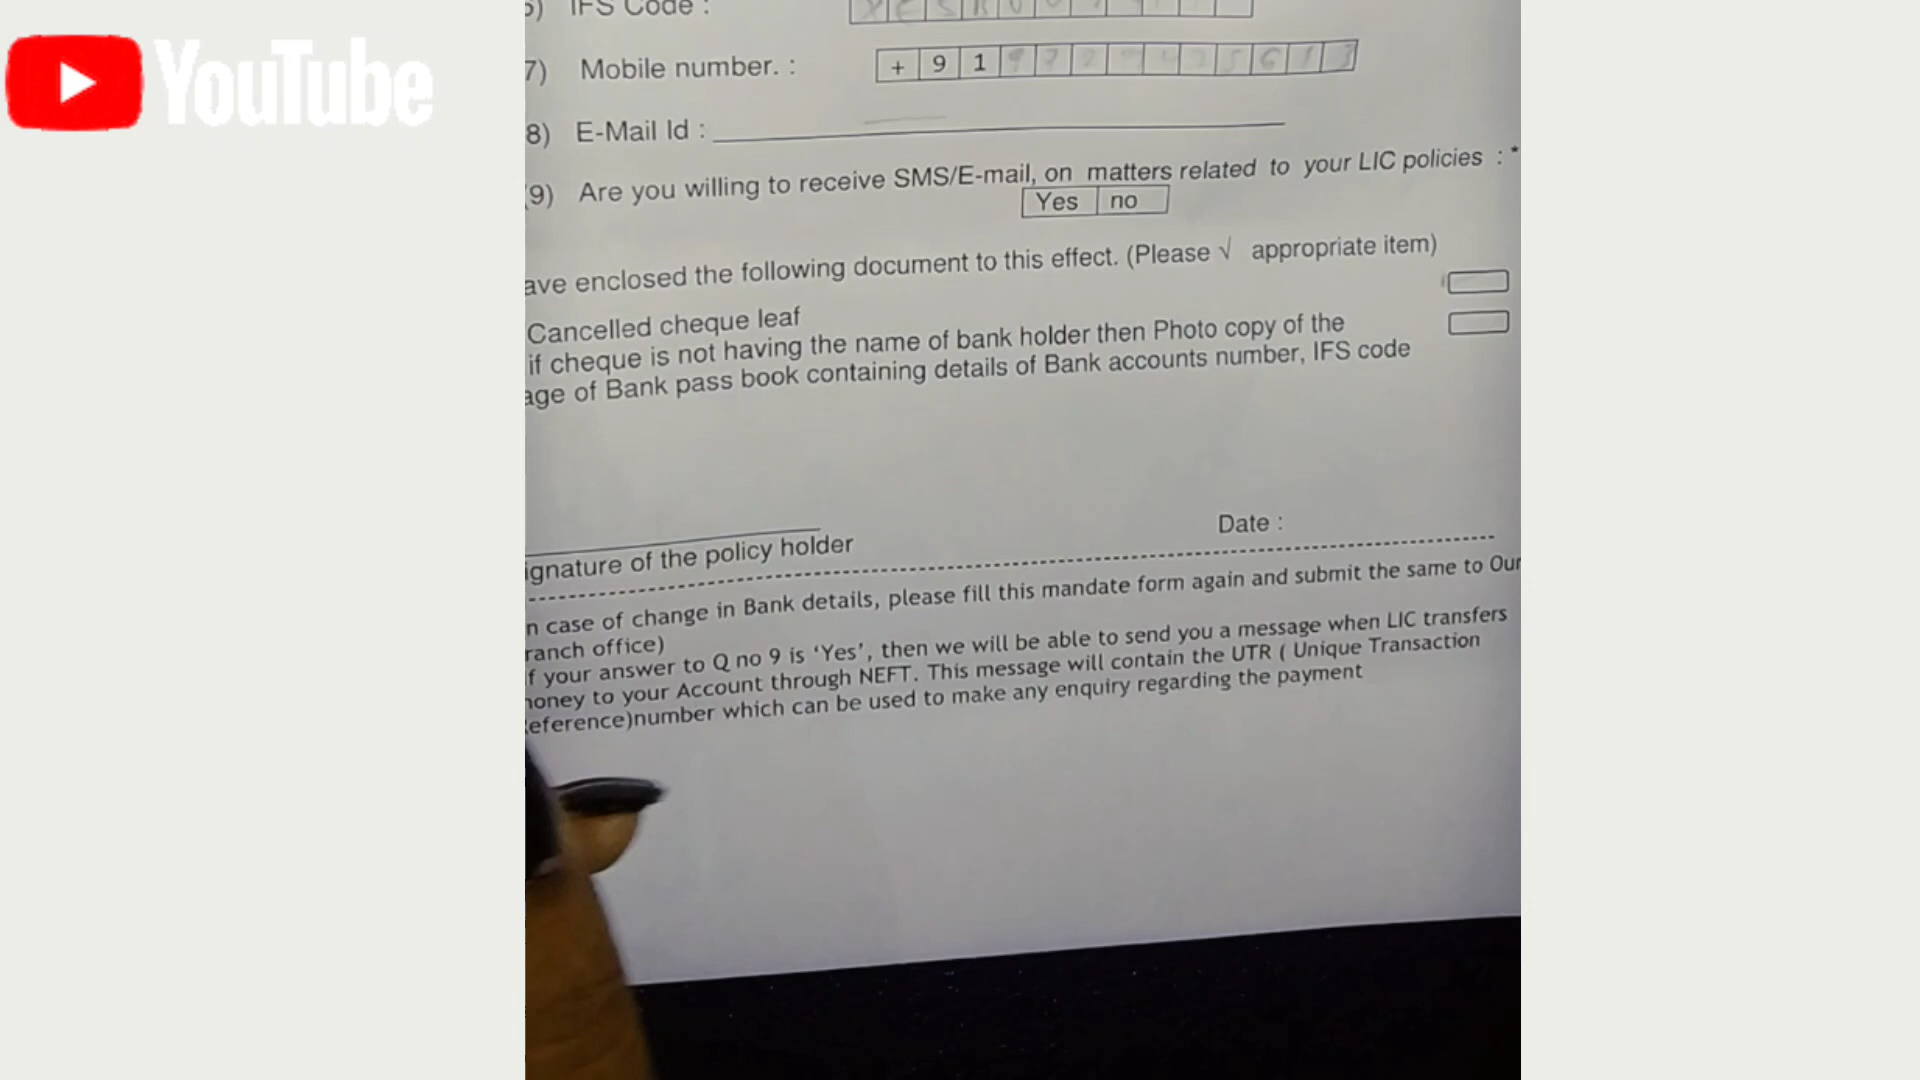 YouTube
IFS Code :
7) Mobile number. : + 9 1
8) E-Mail Id :
9) Are you willing to receive SMS/E-mail, on matters related to your LIC policies : *
Yes no
ave enclosed the following document to this effect. (Please √ appropriate item)
Cancelled cheque leaf
if cheque is not having the name of bank holder then Photo copy of the
age of Bank pass book containing details of Bank accounts number, IFS code
ignature of the policy holder
Date :
n case of change in Bank details, please fill this mandate form again and submit the same to Our
ranch office)
f your answer to Q no 9 is ‘Yes’, then we will be able to send you a message when LIC transfers
oney to your Account through NEFT. This message will contain the UTR ( Unique Transaction
eference)number which can be used to make any enquiry regarding the payment